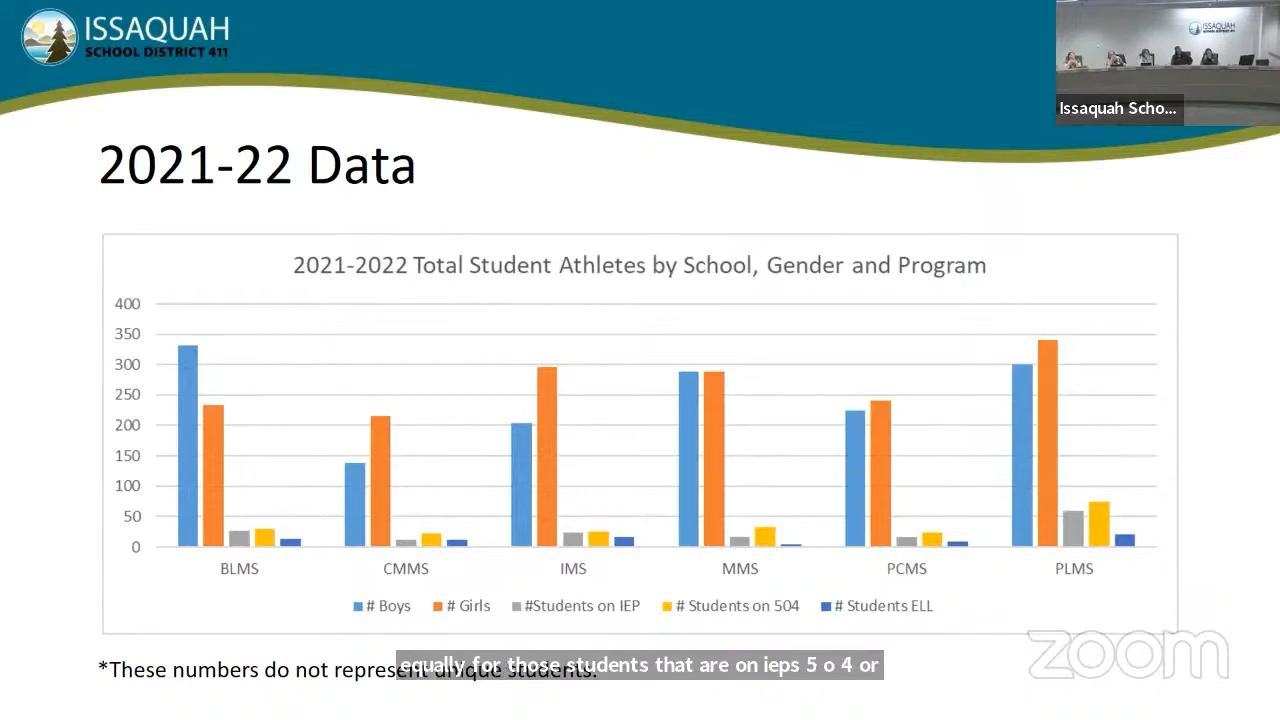 ISSAQUAH
SCHOOL DISTRICT 411
ISSAQUAH
Issaquah Scho...
2021-22 Data
2021-2022 Total Student Athletes by School, Gender and Program
400
350
300
250
200
150
100
50
0
BLMS CMMS IMS MMS PCMS PLMS
# Boys # Girls #Students on IEP # Students on 504 # Students ELL
zoom
*These numbers do not represent unique students.
equally for those students that are on ieps 5 o 4 or